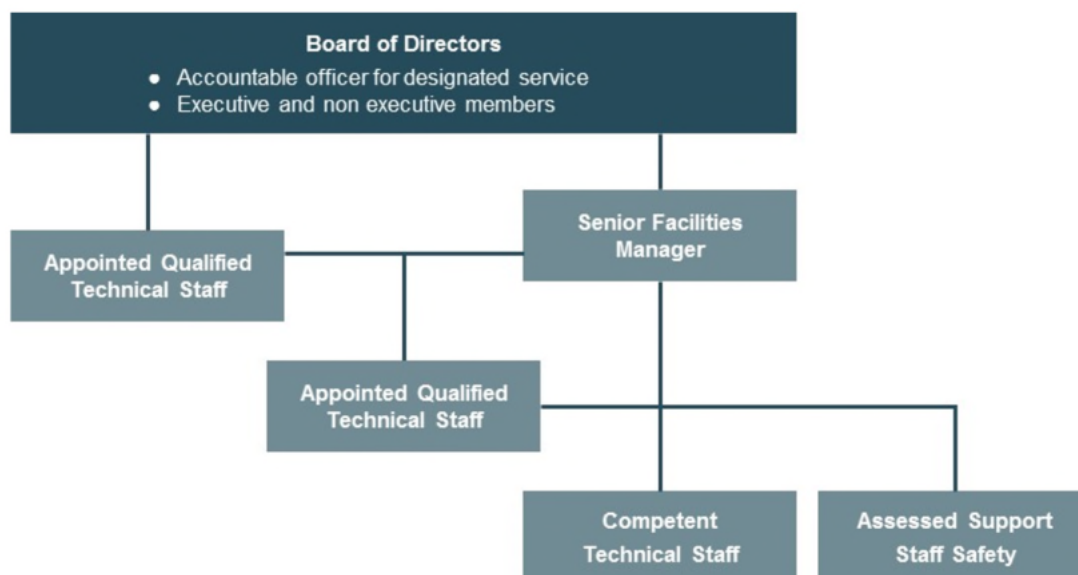 Board of Directors
● Accountable officer for designated service
● Executive and non executive members
Senior Facilities
Manager
Appointed Qualified
Technical Staff
Appointed Qualified
Technical Staff
Competent
Technical Staff
Assessed Support
Staff Safety